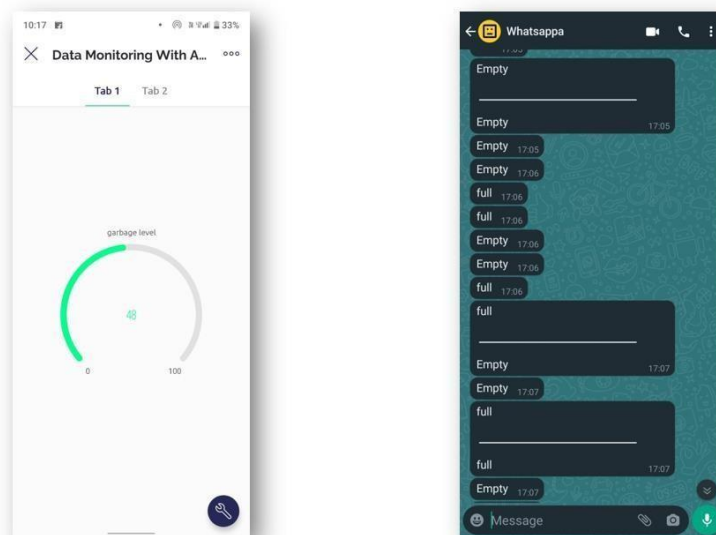 10:17
33%
Data Monitoring With A...
Tab 1 Tab 2
garbage level
48
0 100
Whatsappa
17:05
Empty
Empty 17:05
Empty 17:05
Empty 17:06
full 17:06
full 17:06
Empty 17:06
Empty 17:06
full 17:06
full
Empty 17:07
Empty 17:07
full
full 17:07
Empty 17:07
Message